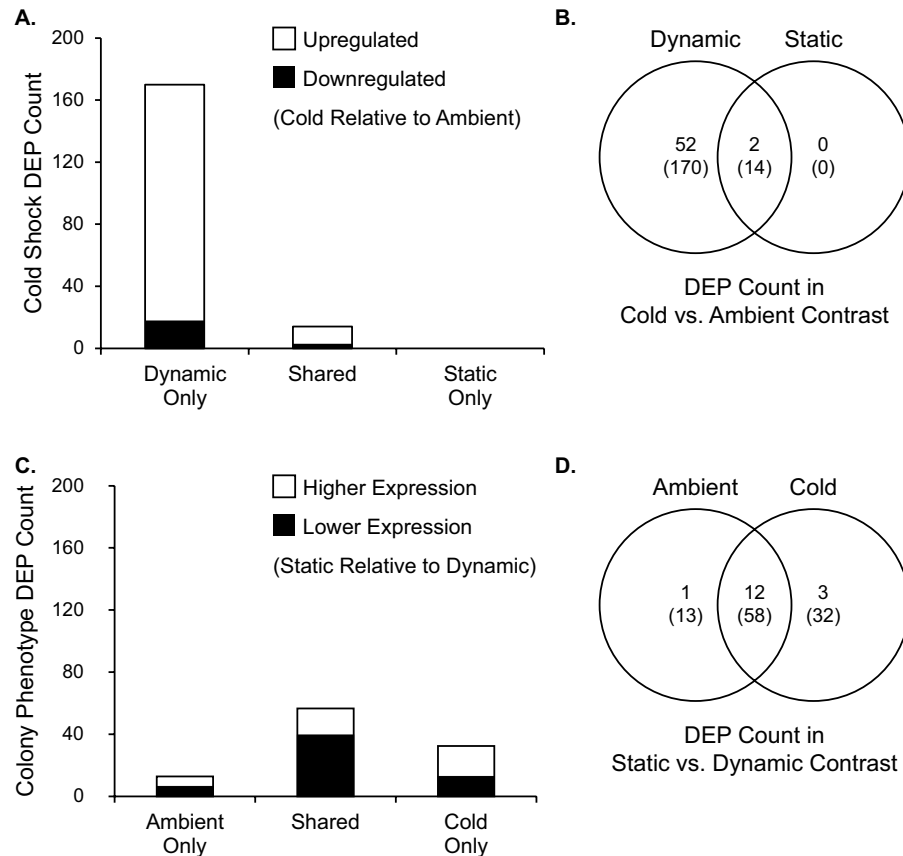 A.
Cold Shock DEP Count
200
160
120
80
40
0
Upregulated
Downregulated
(Cold Relative to Ambient)
Dynamic
Only
Shared
Static
Only
B.
Dynamic
Static
52
(170)
2
(14)
0
(0)
DEP Count in
Cold vs. Ambient Contrast
C.
Colony Phenotype DEP Count
200
160
120
80
40
0
Higher Expression
Lower Expression
(Static Relative to Dynamic)
Ambient
Only
Shared
Cold
Only
D.
Ambient
Cold
1
(13)
12
(58)
3
(32)
DEP Count in
Static vs. Dynamic Contrast